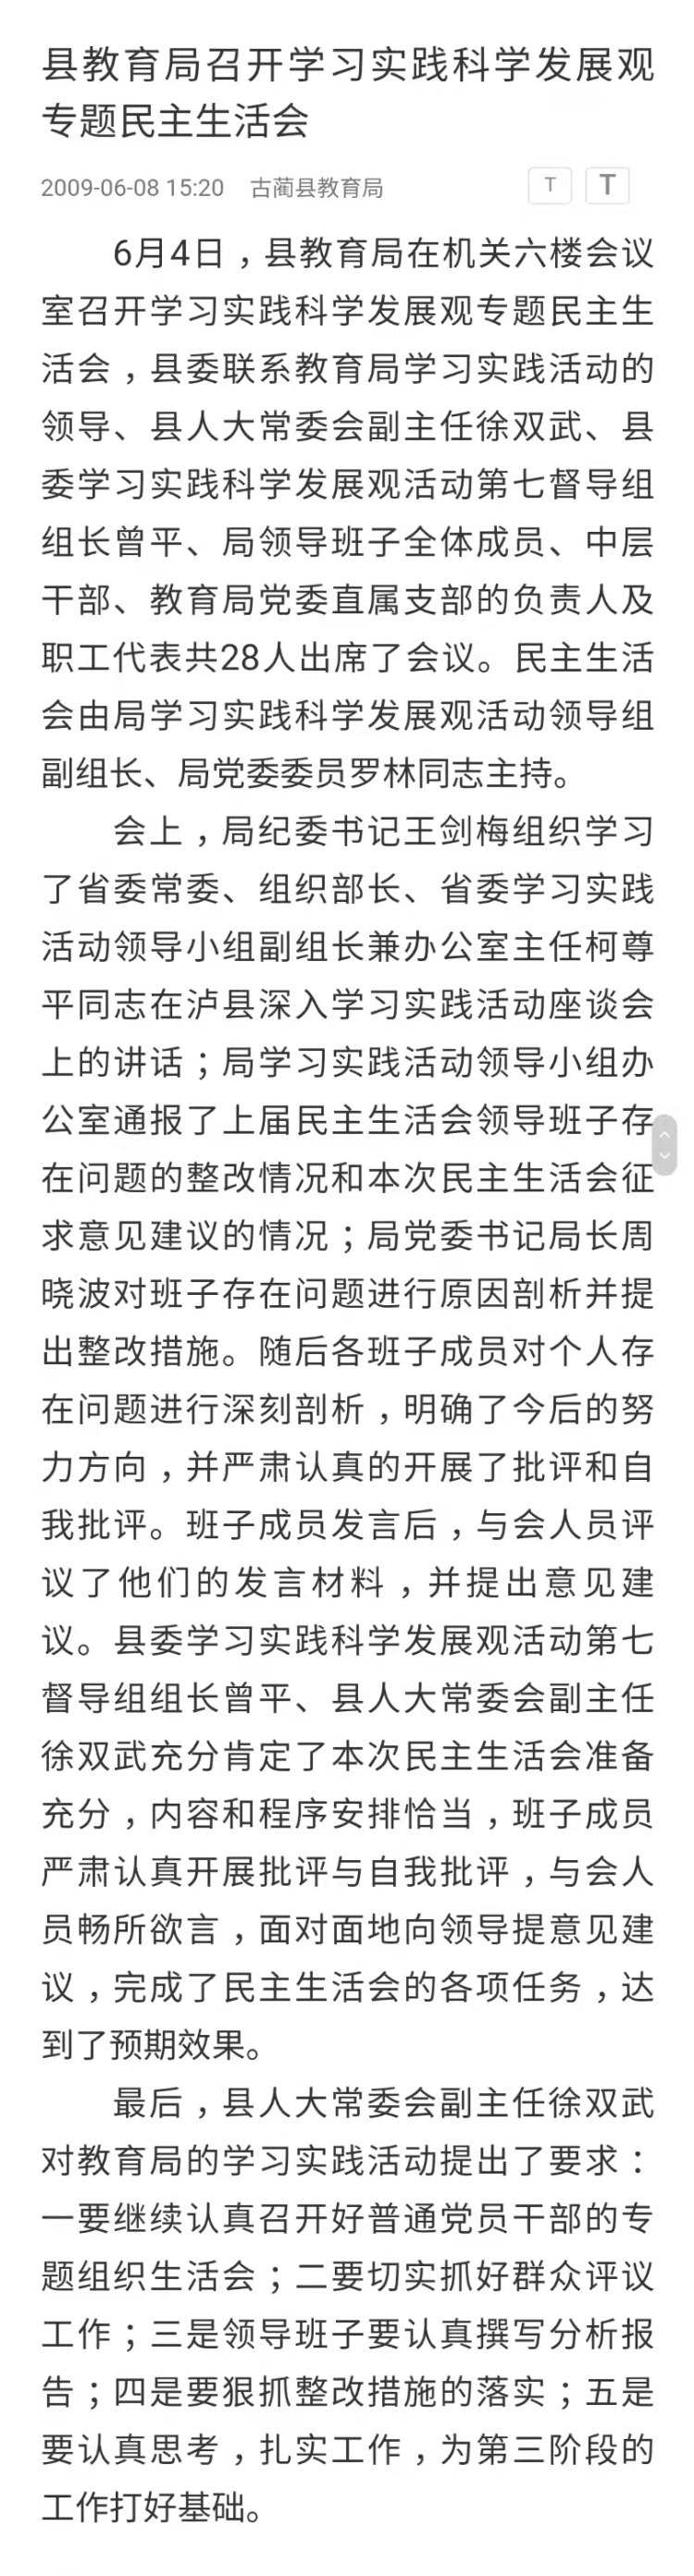 县教育局召开学习实践科学发展观
专题民主生活会
2009-06-08 15:20 古蔺县教育局 T T
6月4日，县教育局在机关六楼会议
室召开学习实践科学发展观专题民主生
活会，县委联系教育局学习实践活动的
领导、县人大常委会副主任徐双武、县
委学习实践科学发展观活动第七督导组
组长曾平、局领导班子全体成员、中层
干部、教育局党委直属支部的负责人及
职工代表共28人出席了会议。民主生活
会由局学习实践科学发展观活动领导组
副组长、局党委委员罗林同志主持。
会上，局纪委书记王剑梅组织学习
了省委常委、组织部长、省委学习实践
活动领导小组副组长兼办公室主任柯尊
平同志在泸县深入学习实践活动座谈会
上的讲话；局学习实践活动领导小组办
公室通报了上届民主生活会领导班子存
在问题的整改情况和本次民主生活会征
求意见建议的情况；局党委书记局长周
晓波对班子存在问题进行原因剖析并提
出整改措施。随后各班子成员对个人存
在问题进行深刻剖析，明确了今后的努
力方向，并严肃认真的开展了批评和自
我批评。班子成员发言后，与会人员评
议了他们的发言材料，并提出意见建
议。县委学习实践科学发展观活动第七
督导组组长曾平、县人大常委会副主任
徐双武充分肯定了本次民主生活会准备
充分，内容和程序安排恰当，班子成员
严肃认真开展批评与自我批评，与会人
员畅所欲言，面对面地向领导提意见建
议，完成了民主生活会的各项任务，达
到了预期效果。
最后，县人大常委会副主任徐双武
对教育局的学习实践活动提出了要求：
一要继续认真召开好普通党员干部的专
题组织生活会；二要切实抓好群众评议
工作；三是领导班子要认真撰写分析报
告；四是要狠抓整改措施的落实；五是
要认真思考，扎实工作，为第三阶段的
工作打好基础。